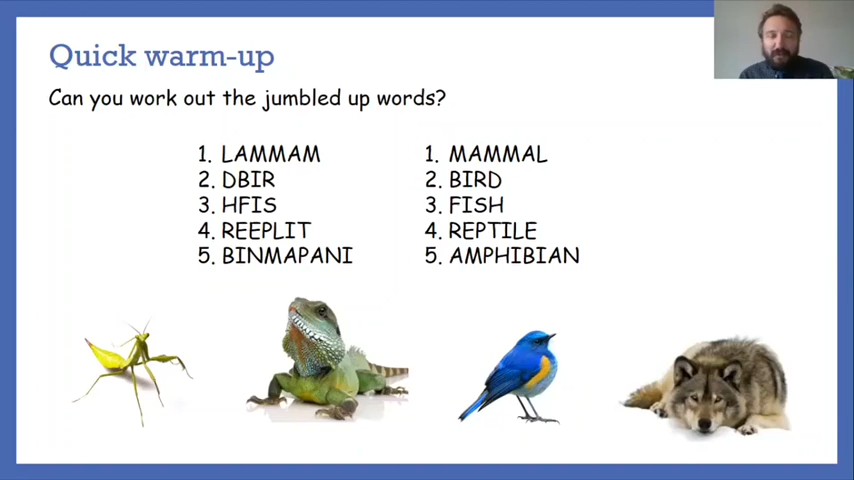 Quick warm-up
Can you work out the jumbled up words?
1. LAMMAM
2. DBIR
3. HFIS
4. REEPLIT
5. BINMAPANI
1. MAMMAL
2. BIRD
3. FISH
4. REPTILE
5. AMPHIBIAN